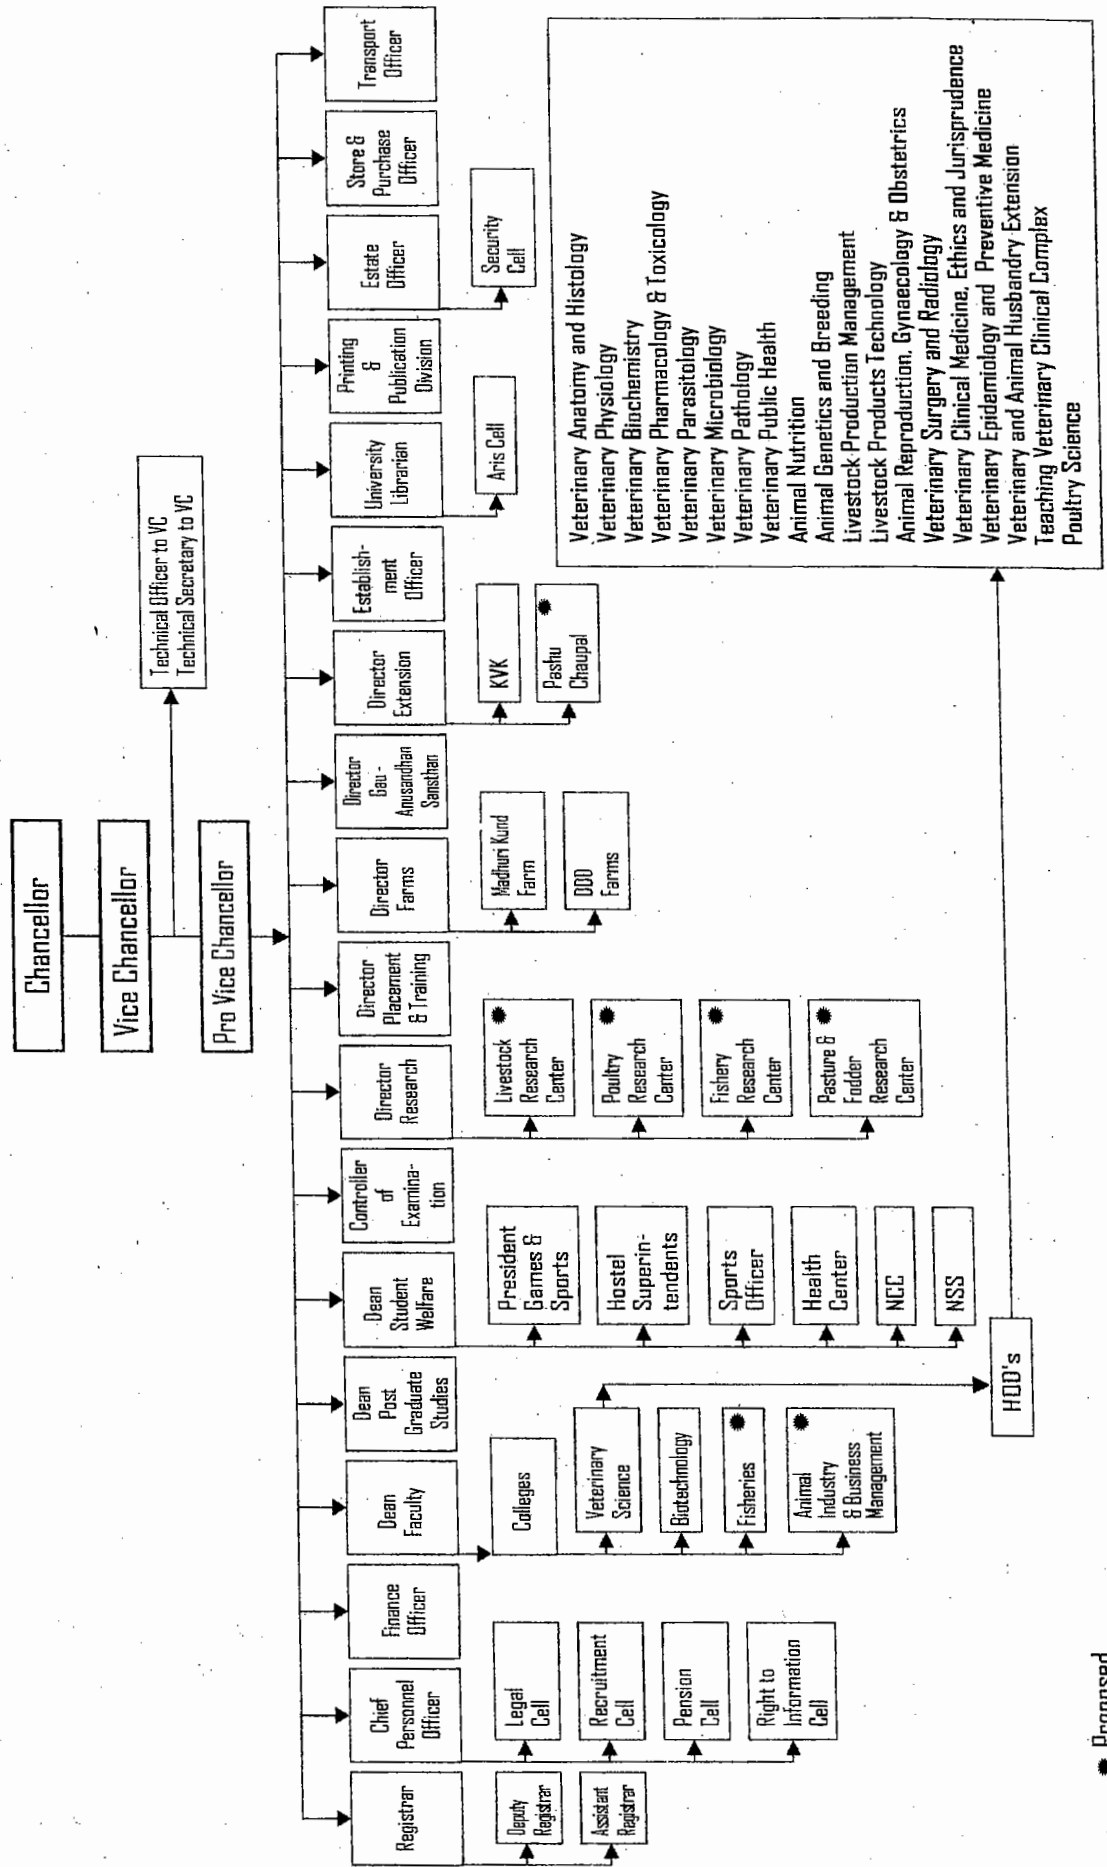 Chancellor
Vice Chancellor
Technical Officer to VC
Technical Secretary to VC
Pro Vice Chancellor
Registrar
Chief
Personnel
Officer
Finance
Officer
Dean
Faculty
Dean
Post
Graduate
Studies
Dean
Student
Welfare
Controller
of
Examina-
tion
Director
Research
Director
Placement
& Training
Director
Farms
Director
Gau -
Anusandhan
Sansthan
Director
Extension
Establish-
ment
Officer
University
Librarian
Printing
&
Publication
Division
Estate
Officer
Store &
Purchase
Officer
Transport
Officer
Deputy
Registrar
Assistant
Registrar
Legal
Cell
Recruitment
Cell
Pension
Cell
Right to
Information
Cell
Colleges
Veterinary
Science
Biotechnology
Fisheries
Animal
Industry
& Business
Management
President
Games &
Sports
Hostel
Superin-
tendents
Sports
Officer
Health
Center
NCC
NSS
HOD's
Livestock
Research
Center
Poultry
Research
Center
Fishery
Research
Center
Pasture &
Fodder
Research
Center
Madhuri Kund
Farm
DDD
Farms
KVK
Pashu
Chaupal
Aris Cell
Security
Cell
Veterinary Anatomy and Histology
Veterinary Physiology
Veterinary Biochemistry
Veterinary Pharmacology & Toxicology
Veterinary Parasitology
Veterinary Microbiology
Veterinary Pathology
Veterinary Public Health
Animal Nutrition
Animal Genetics and Breeding
Livestock Production Management
Livestock Products Technology
Animal Reproduction, Gynaecology & Obstetrics
Veterinary Surgery and Radiology
Veterinary Clinical Medicine, Ethics and Jurisprudence
Veterinary Epidemiology and Preventive Medicine
Veterinary and Animal Husbandry Extension
Teaching Veterinary Clinical Complex
Poultry Science
Proposed